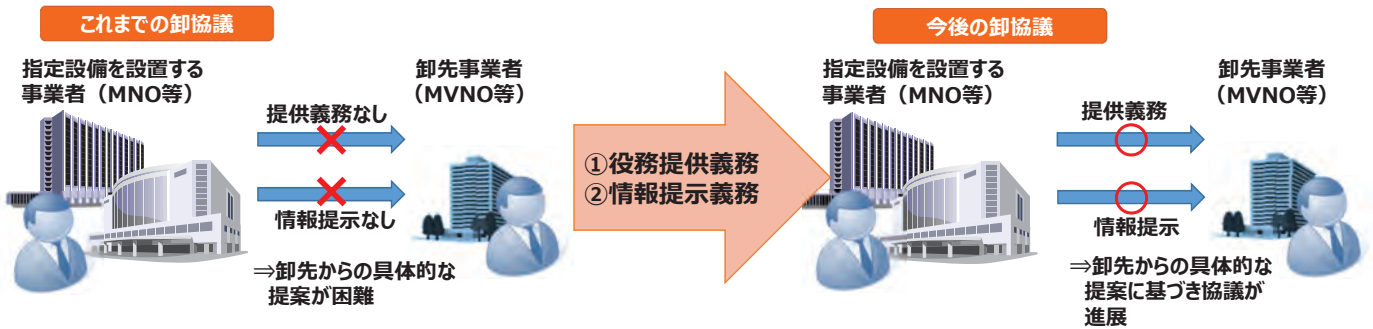 これまでの卸協議
指定設備を設置する
事業者（MNO等）
卸先事業者
（MVNO等）
提供義務なし
情報提示なし
⇒卸先からの具体的な
提案が困難
①役務提供義務
②情報提示義務
今後の卸協議
指定設備を設置する
事業者（MNO等）
卸先事業者
（MVNO等）
提供義務
情報提示
⇒卸先からの具体的な
提案に基づき協議が
進展